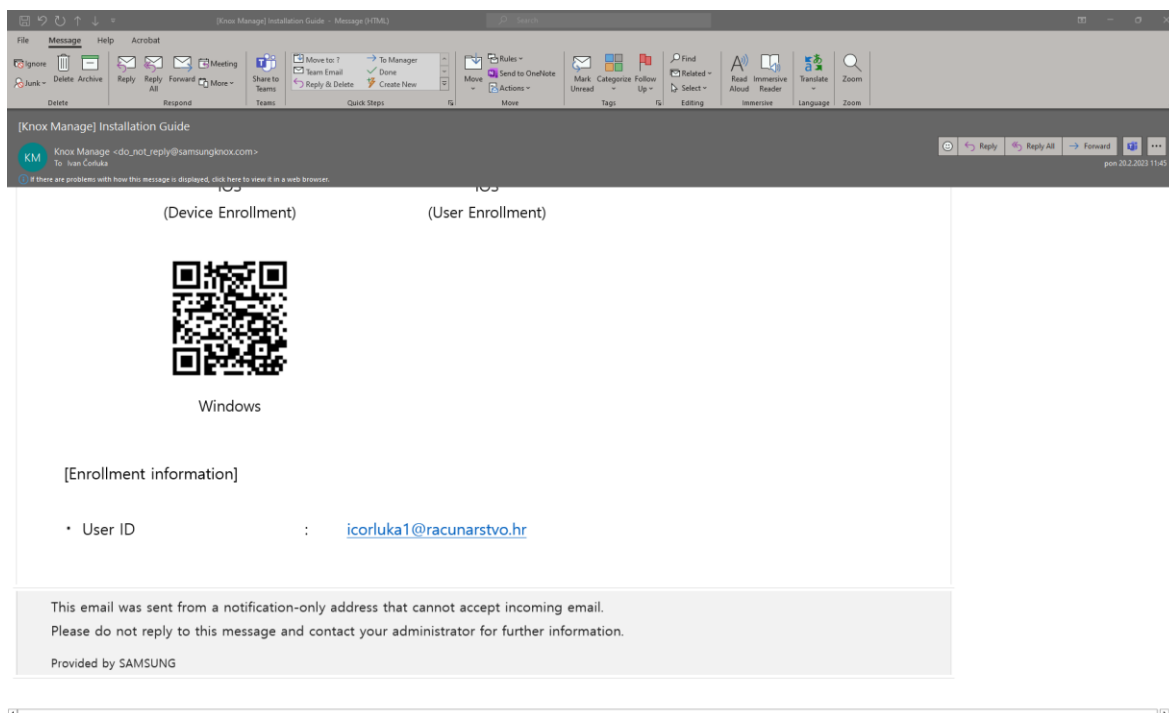 [Knox Manage] Installation Guide - Message (HTML)
Search
File Message Help Acrobat
Ignore
Junk
Delete Archive
Reply Reply All Forward
Meeting
More
Share to Teams
Move to: ?
Team Email
Reply & Delete
To Manager
Done
Create New
Move
Rules
Send to OneNote
Actions
Mark Unread Categorize Follow Up
Find
Related
Select
Read Aloud Immersive Reader
Translate
Zoom
Delete Respond Teams Quick Steps Move Tags Editing Immersive Language Zoom
[Knox Manage] Installation Guide
KM
Knox Manage <do_not_reply@samsungknox.com>
To Ivan Ćorluka
Reply Reply All Forward
pon 20.2.2023 11:45
If there are problems with how this message is displayed, click here to view it in a web browser.
iOS iOS
(Device Enrollment) (User Enrollment)
Windows
[Enrollment information]
• User ID : icorluka1@racunarstvo.hr
This email was sent from a notification-only address that cannot accept incoming email.
Please do not reply to this message and contact your administrator for further information.
Provided by SAMSUNG